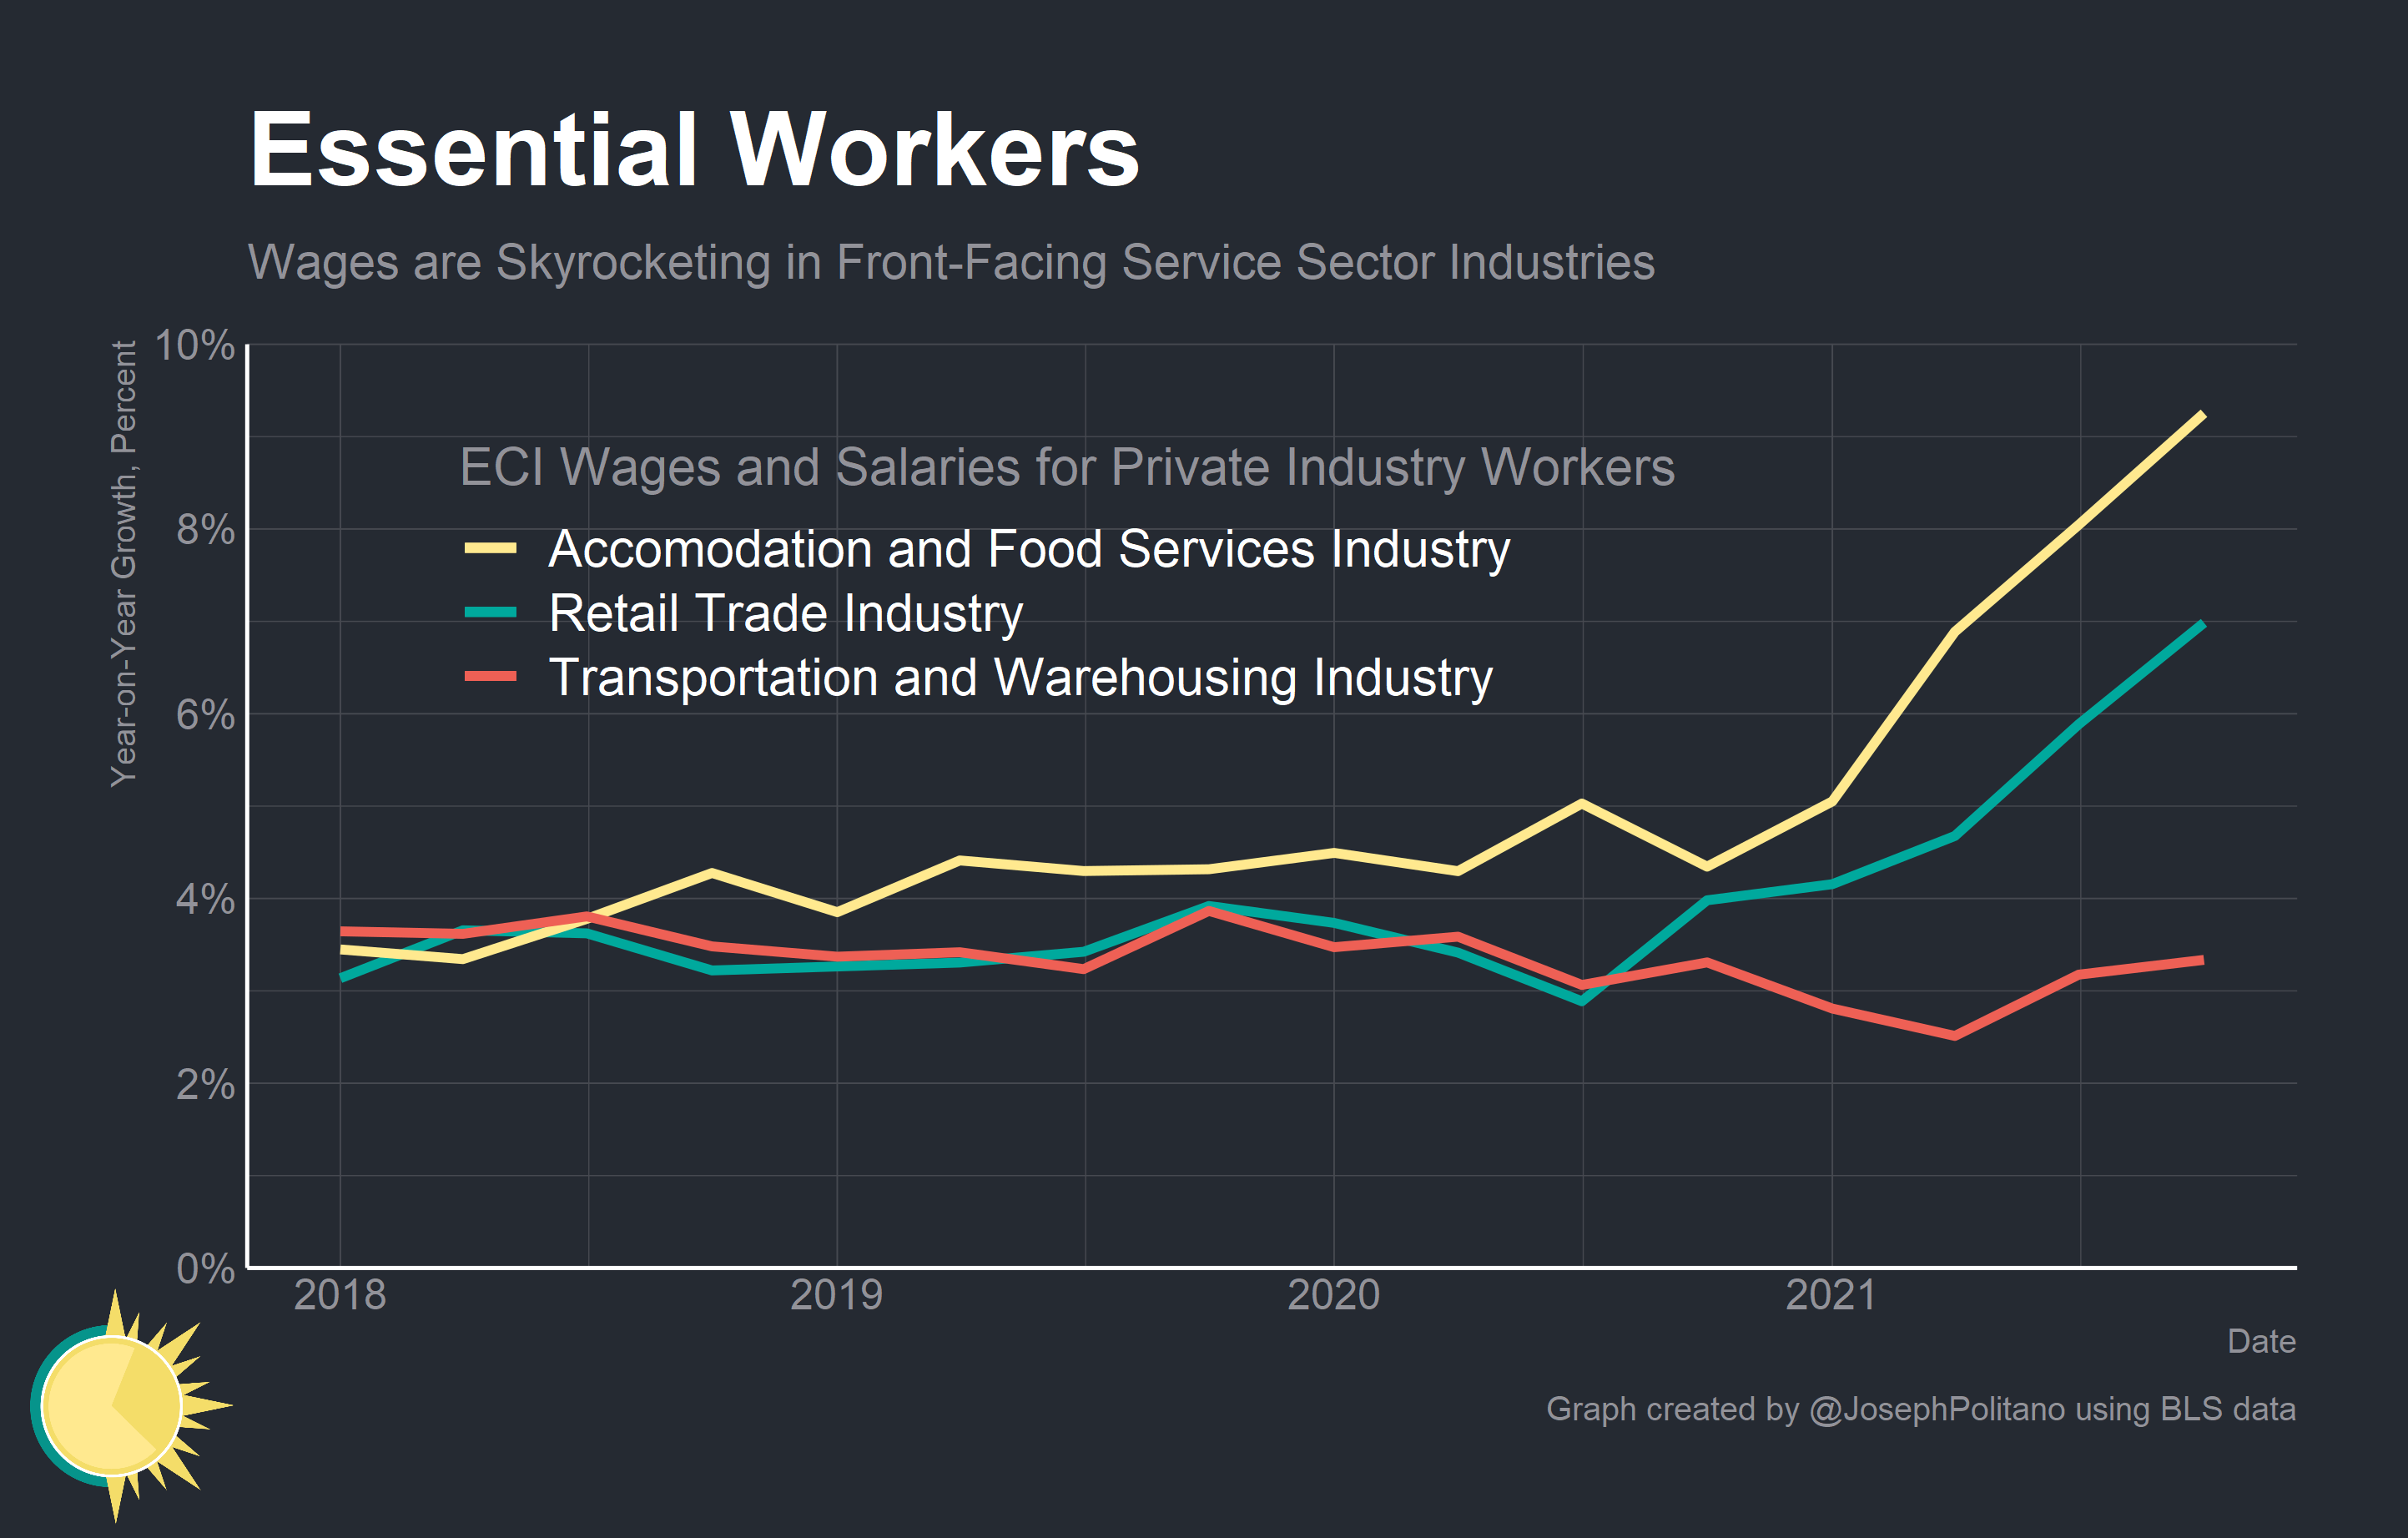 Essential Workers
Wages are Skyrocketing in Front-Facing Service Sector Industries
Year-on-Year Growth, Percent
10%
8%
6%
4%
2%
0%
ECI Wages and Salaries for Private Industry Workers
Accomodation and Food Services Industry
Retail Trade Industry
Transportation and Warehousing Industry
2018 2019 2020 2021
Date
Graph created by @JosephPolitano using BLS data